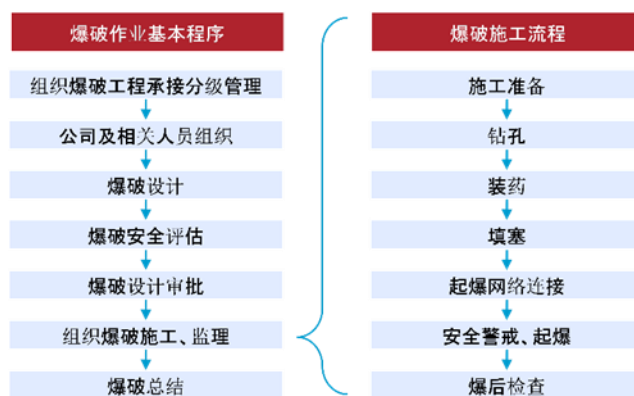 爆破作业基本程序
组织爆破工程承接分级管理
公司及相关人员组织
爆破设计
爆破安全评估
爆破设计审批
组织爆破施工、监理
爆破总结
爆破施工流程
施工准备
钻孔
装药
填塞
起爆网络连接
安全警戒、起爆
爆后检查